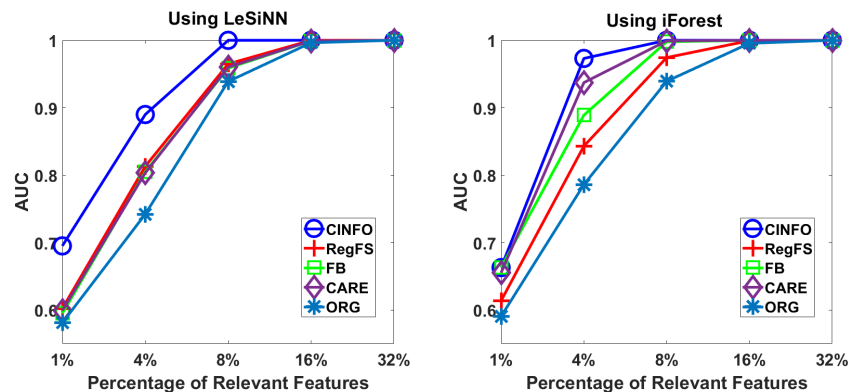 Using LeSiNN
1
0.9
0.8
0.7
0.6
AUC
CINFO
RegFS
FB
CARE
ORG
1% 4% 8% 16% 32%
Percentage of Relevant Features
Using iForest
1
0.9
0.8
0.7
0.6
AUC
CINFO
RegFS
FB
CARE
ORG
1% 4% 8% 16% 32%
Percentage of Relevant Features